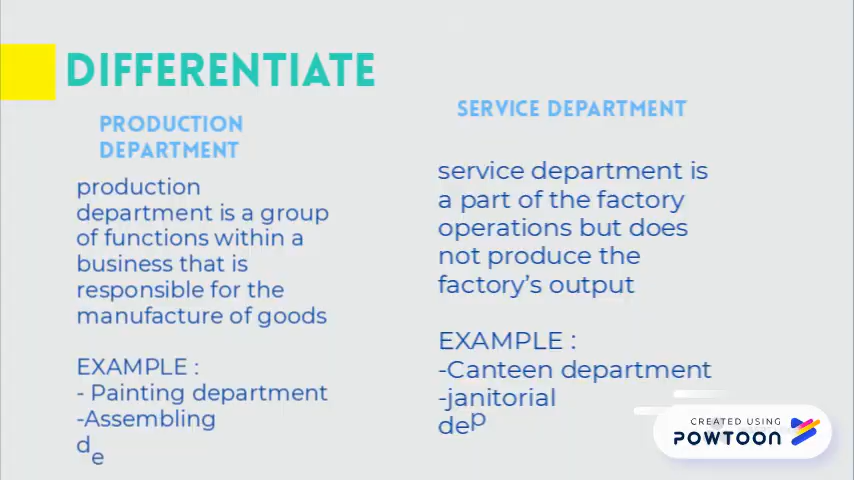 DIFFERENTIATE
PRODUCTION
DEPARTMENT
production
department is a group
of functions within a
business that is
responsible for the
manufacture of goods
EXAMPLE :
- Painting department
-Assembling
de
SERVICE DEPARTMENT
service department is
a part of the factory
operations but does
not produce the
factory's output
EXAMPLE :
-Canteen department
-janitorial
dep
CREATED USING
POWTOON